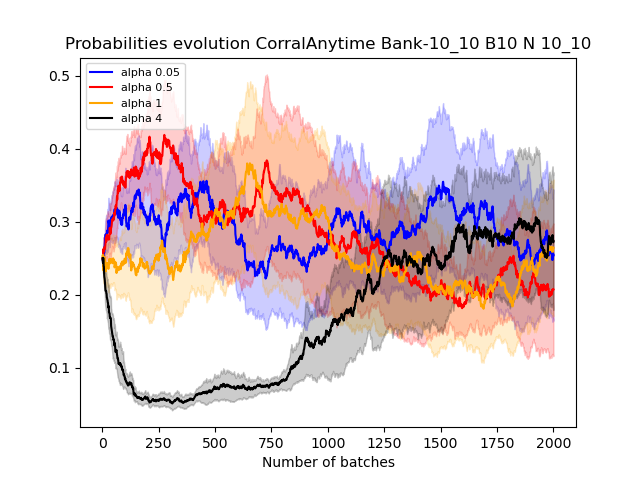 Probabilities evolution CorralAnytime Bank-10_10 B10 N 10_10
alpha 0.05
alpha 0.5
alpha 1
alpha 4
0.5
0.4
0.3
0.2
0.1
0 250 500 750 1000 1250 1500 1750 2000
Number of batches